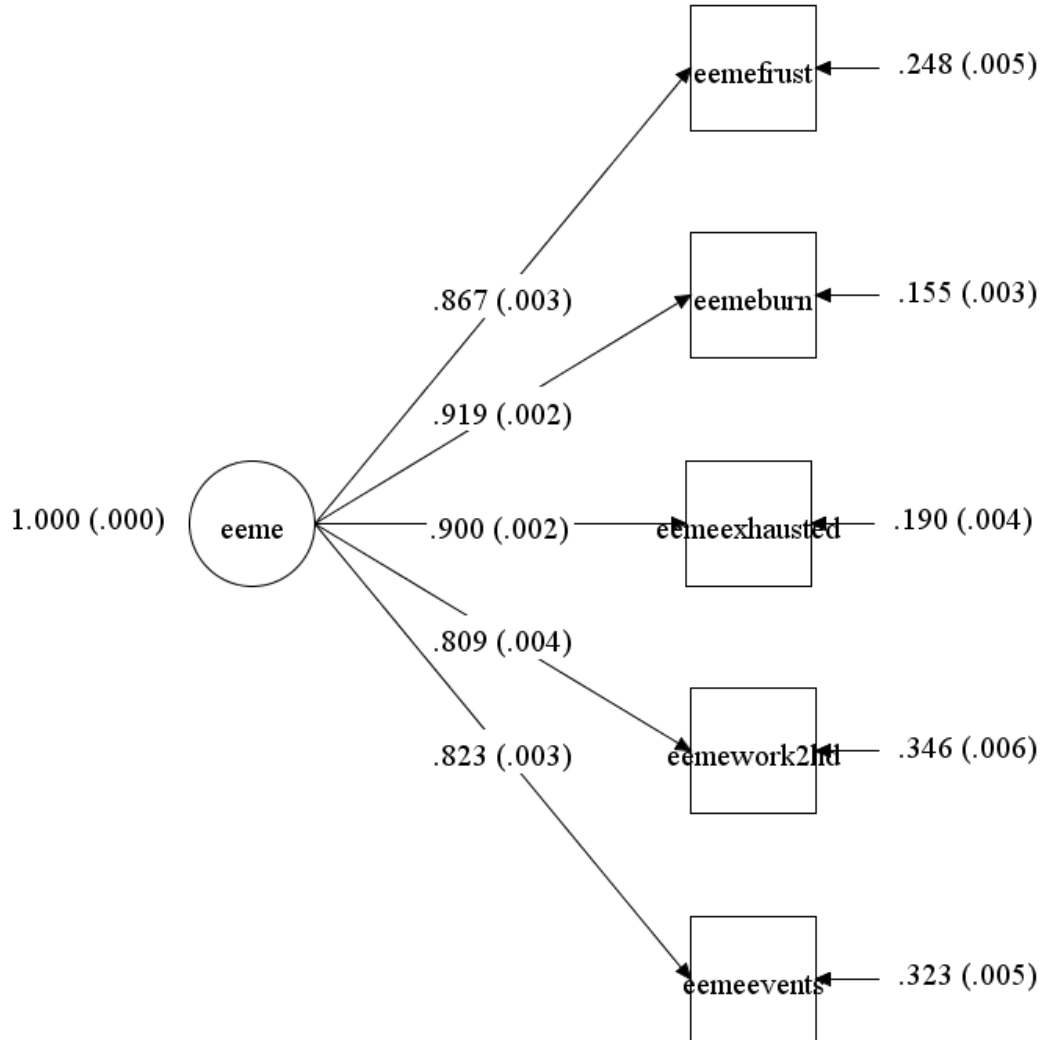 eemefrust
.248 (.005)
.867 (.003)
eemeburn
.155 (.003)
.919 (.002)
1.000 (.000)
eeme
.900 (.002)
eemeexhausted
.190 (.004)
.809 (.004)
eemework2hd
.346 (.006)
.823 (.003)
eemeevents
.323 (.005)